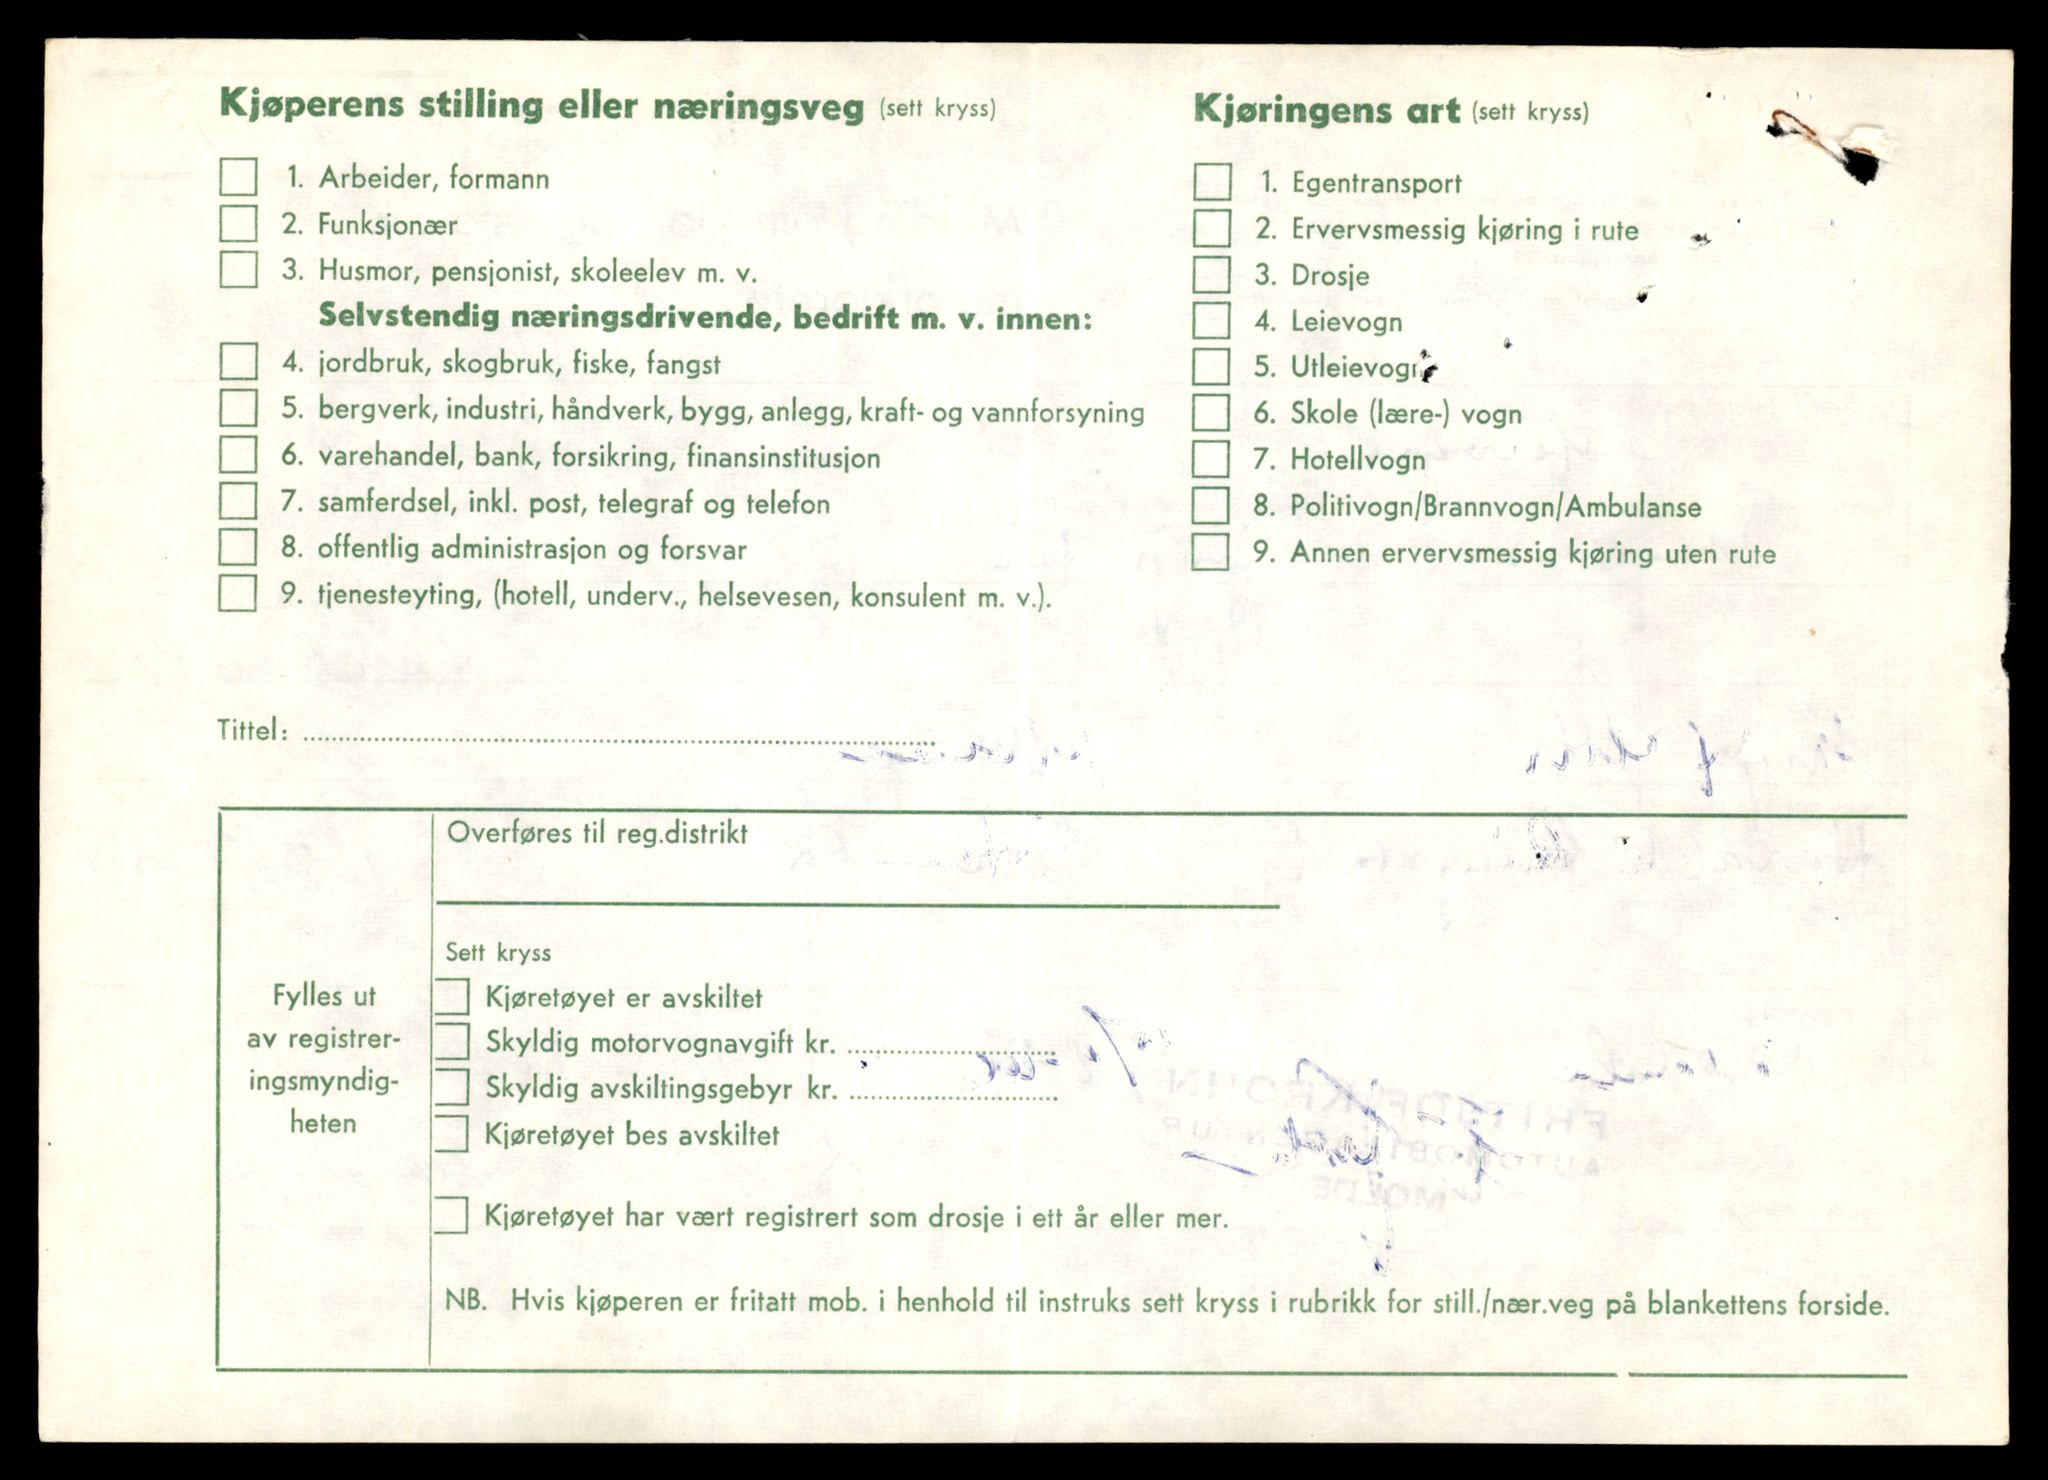 Kjøperens stilling eller næringsveg (sett kryss)
1. Arbeider, formann
2. Funksjonær
3. Husmor, pensjonist, skoleelev m. v.
Selvstendig næringsdrivende, bedrift m. v. innen:
4. jordbruk, skogbruk, fiske, fangst
5. bergverk, industri, håndverk, bygg, anlegg, kraft- og vannforsyning
6. varehandel, bank, forsikring, finansinstitusjon
7. samferdsel, inkl. post, telegraf og telefon
8. offentlig administrasjon og forsvar
9. tjenesteyting, (hotell, underv., helsevesen, konsulent m. v.).
Kjøringens art (sett kryss)
1. Egentransport
2. Ervervsmessig kjøring i rute
3. Drosje
4. Leievogn
5. Utleievogn
6. Skole (lære-) vogn
7. Hotellvogn
8. Politivogn/Brannvogn/Ambulanse
9. Annen ervervsmessig kjøring uten rute
Tittel:
Fylles ut
av registrer-
ingsmyndig-
heten
Overføres til reg.distrikt
Sett kryss
Kjøretøyet er avskiltet
Skyldig motorvognavgift kr.
Skyldig avskiltingsgebyr kr.
Kjøretøyet bes avskiltet
Kjøretøyet har vært registrert som drosje i ett år eller mer.
NB. Hvis kjøperen er fritatt mob. i henhold til instruks sett kryss i rubrikk for still./nær.veg på blankettens forside.
MOLDE